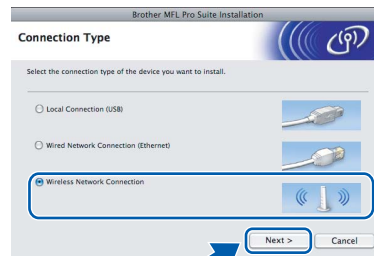 Brother MFL Pro Suite Installation
Connection Type
Select the connection type of the device you want to install.
Local Connection (USB)
Wired Network Connection (Ethernet)
Wireless Network Connection
Next >
Cancel